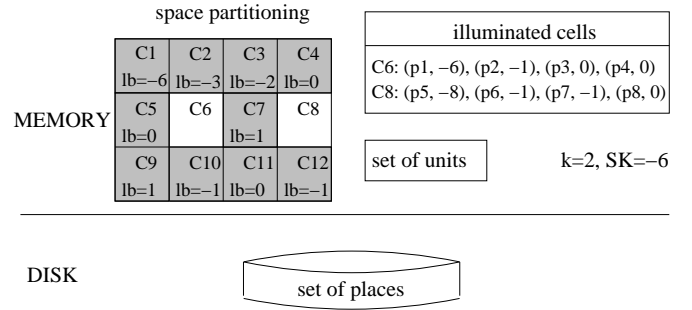 space partitioning
C1 C2 C3 C4
lb=−6 lb=−3 lb=−2 lb=0
C5 C6 C7 C8
lb=0 lb=1
C9 C10 C11 C12
lb=1 lb=−1 lb=0 lb=−1
MEMORY
illuminated cells
C6: (p1, −6), (p2, −1), (p3, 0), (p4, 0)
C8: (p5, −8), (p6, −1), (p7, −1), (p8, 0)
set of units
k=2, SK=−6
DISK
set of places